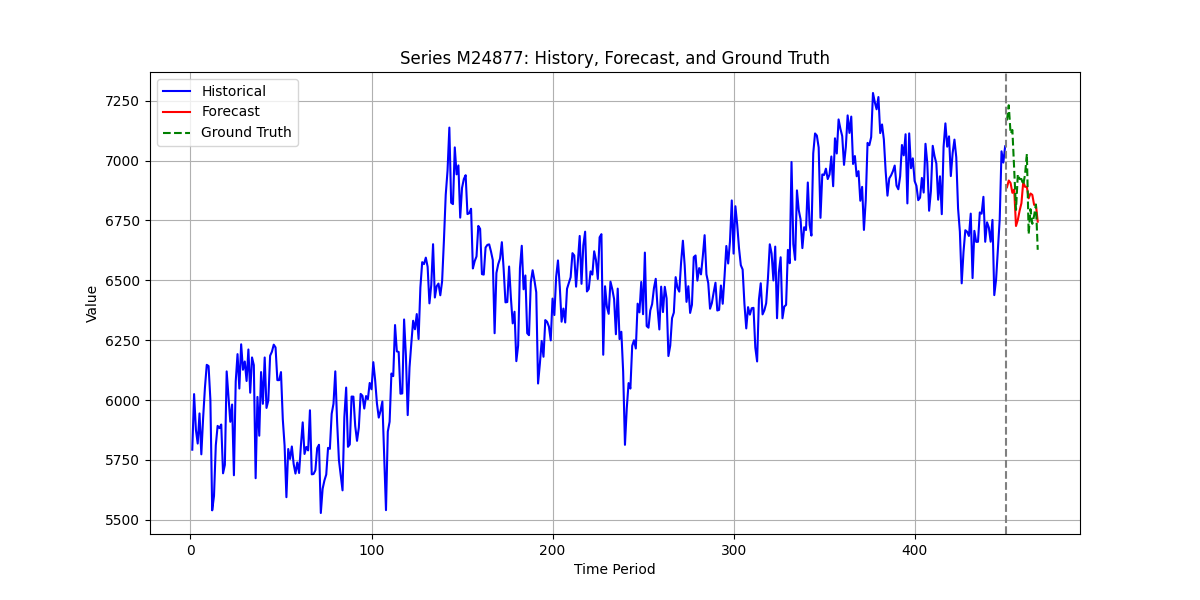 Series M24877: History, Forecast, and Ground Truth
Historical
Forecast
Ground Truth
7250
7000
6750
6500
6250
6000
5750
5500
Value
0 100 200 300 400
Time Period